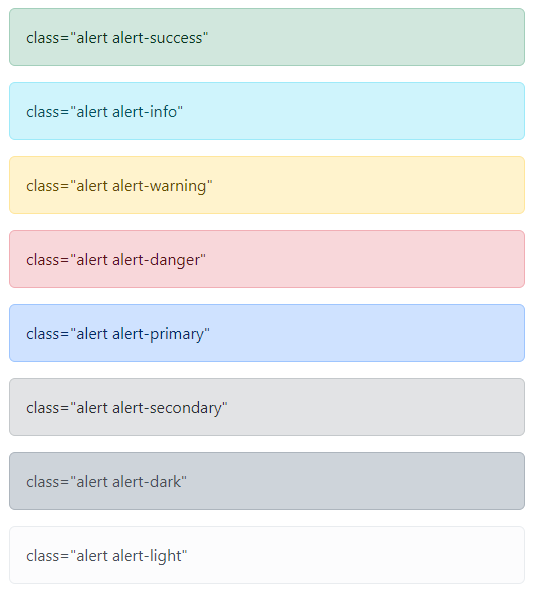 class="alert alert-success"
class="alert alert-info"
class="alert alert-warning"
class="alert alert-danger"
class="alert alert-primary"
class="alert alert-secondary"
class="alert alert-dark"
class="alert alert-light"